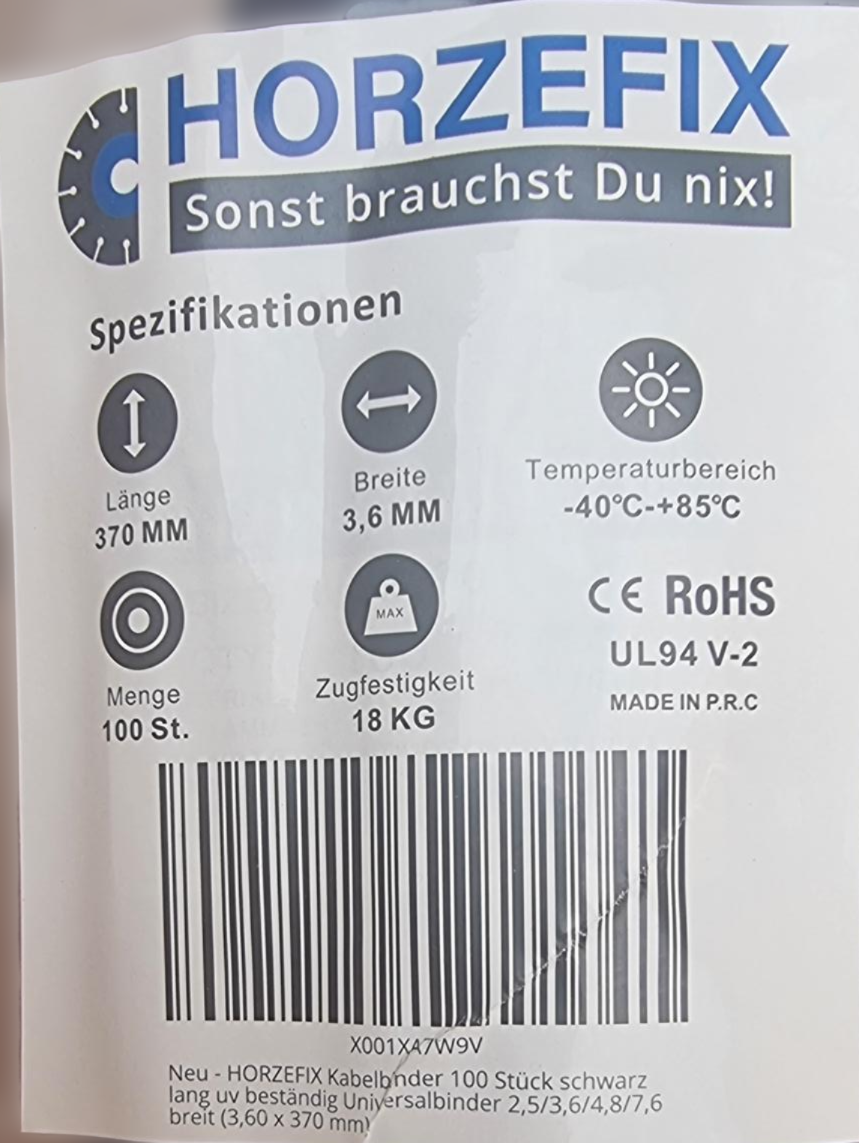 HORZEFIX
Sonst brauchst Du nix!
Spezifikationen
Länge
370 MM
Breite
3,6 MM
Temperaturbereich
-40°C-+85°C
Menge
100 St.
MAX
Zugfestigkeit
18 KG
CE RoHS
UL94 V-2
MADE IN P.R.C
X001XA7W9V
Neu - HORZEFIX Kabelbinder 100 Stück schwarz
lang uv beständig Universalbinder 2,5/3,6/4,8/7,6
breit (3,60 x 370 mm)